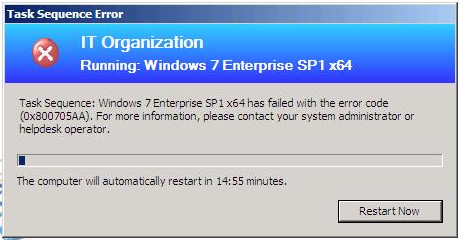 Task Sequence Error
IT Organization
Running: Windows 7 Enterprise SP1 x64
Task Sequence: Windows 7 Enterprise SP1 x64 has failed with the error code
(0x800705AA). For more information, please contact your system administrator or
helpdesk operator.
The computer will automatically restart in 14:55 minutes.
Restart Now